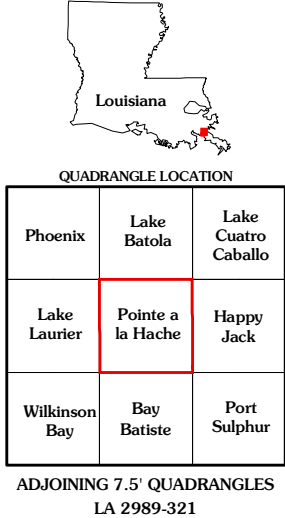 Louisiana
QUADRANGLE LOCATION
Phoenix
Lake
Batola
Lake
Cuatro
Caballo
Lake
Laurier
Pointe a
la Hache
Happy
Jack
Wilkinson
Bay
Bay
Batiste
Port
Sulphur
ADJOINING 7.5' QUADRANGLES
LA 2989-321